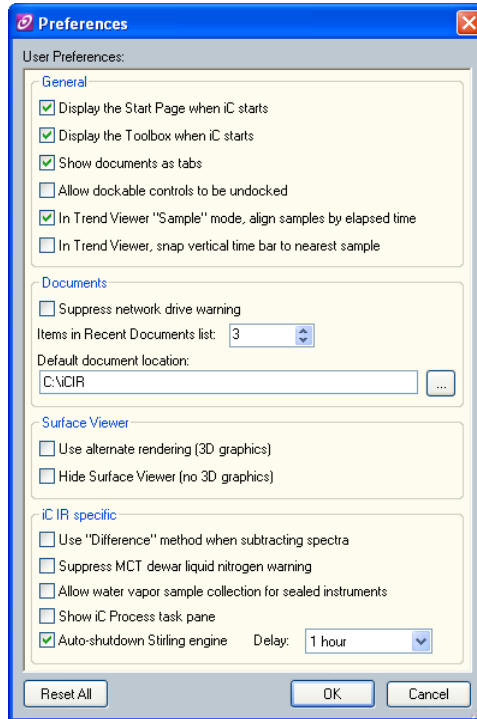 Preferences
User Preferences:
General
Display the Start Page when iC starts
Display the Toolbox when iC starts
Show documents as tabs
Allow dockable controls to be undocked
In Trend Viewer "Sample" mode, align samples by elapsed time
In Trend Viewer, snap vertical time bar to nearest sample
Documents
Suppress network drive warning
Items in Recent Documents list: 3
Default document location:
C:\iCIR ...
Surface Viewer
Use alternate rendering (3D graphics)
Hide Surface Viewer (no 3D graphics)
iC IR specific
Use "Difference" method when subtracting spectra
Suppress MCT dewar liquid nitrogen warning
Allow water vapor sample collection for sealed instruments
Show iC Process task pane
Auto-shutdown Stirling engine Delay: 1 hour
Reset All OK Cancel